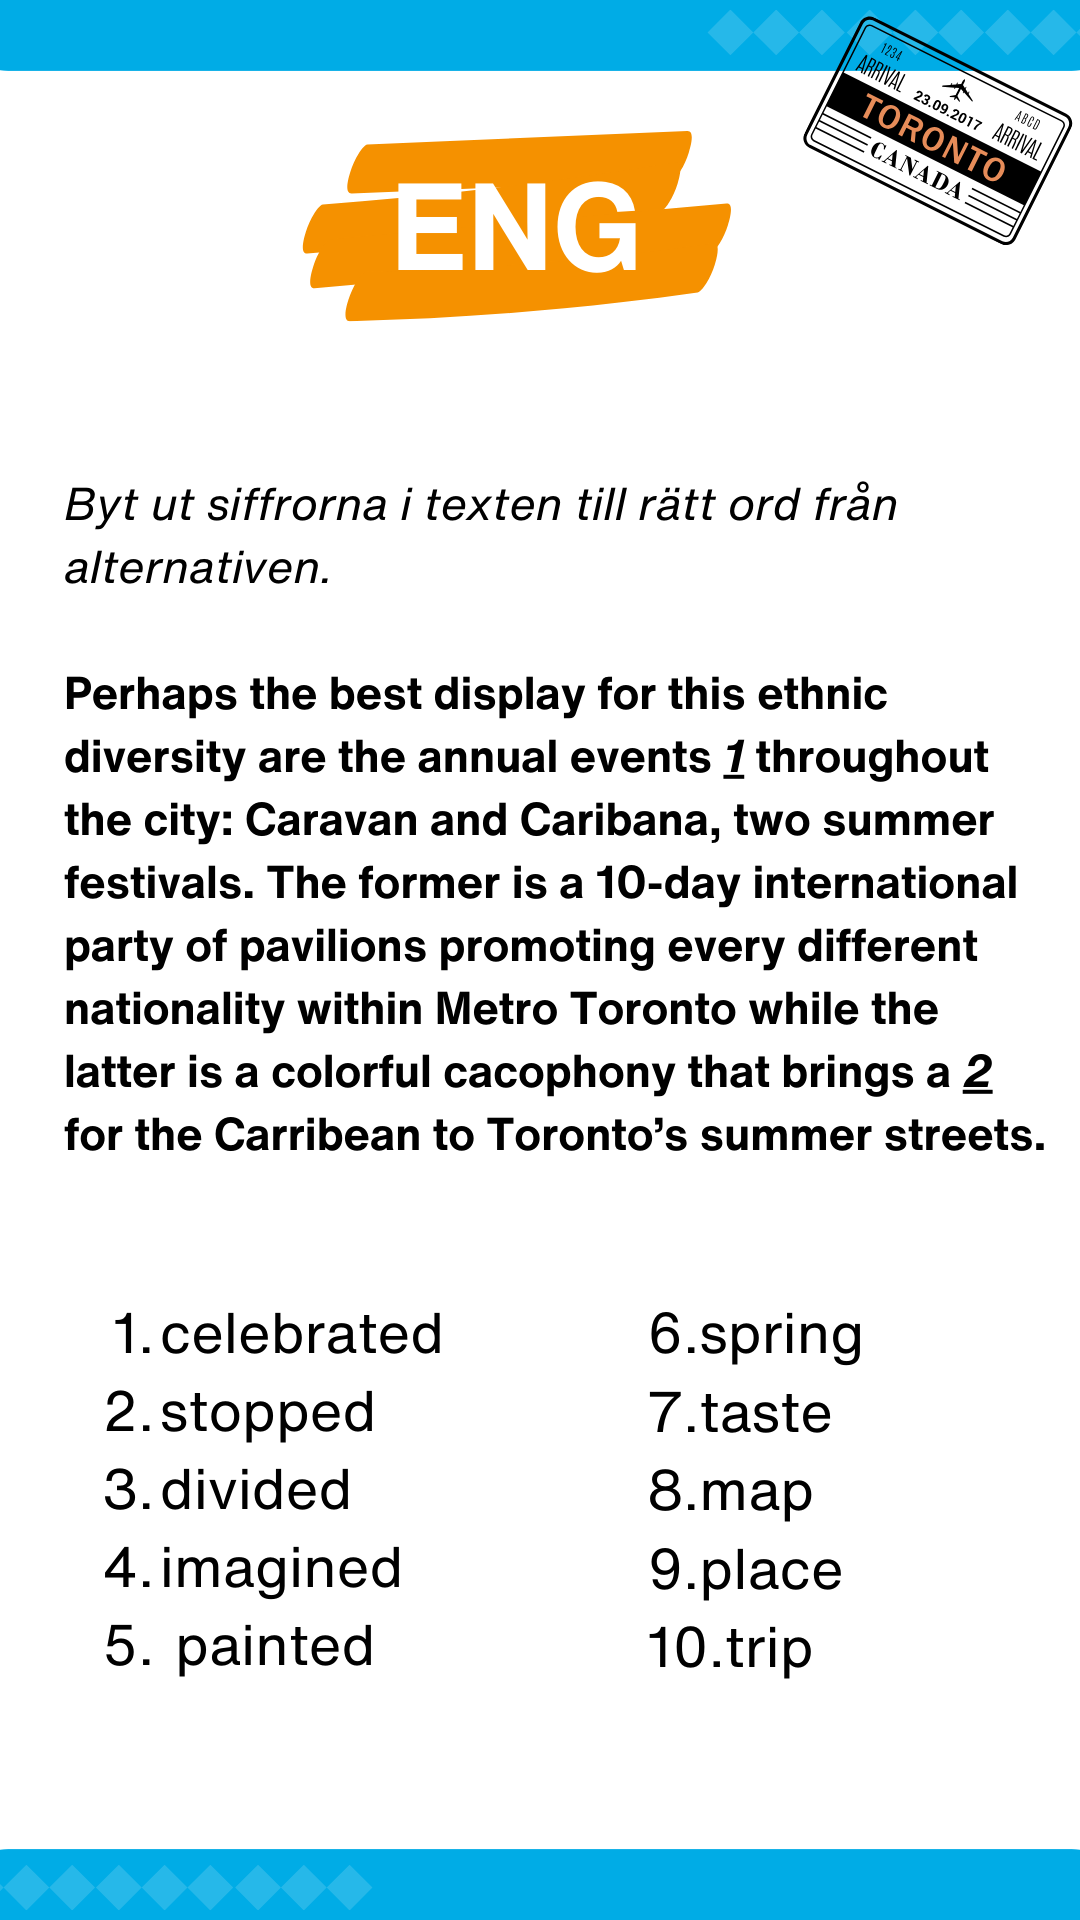 1234
ARRIVAL
23.09.2017
ABCD
ARRIVAL
TORONTO
CANADA
ENG
Byt ut siffrorna i texten till rätt ord från
alternativen.
Perhaps the best display for this ethnic
diversity are the annual events 1 throughout
the city: Caravan and Caribana, two summer
festivals. The former is a 10-day international
party of pavilions promoting every different
nationality within Metro Toronto while the
latter is a colorful cacophony that brings a 2
for the Carribean to Toronto’s summer streets.
1. celebrated
2. stopped
3. divided
4. imagined
5. painted
6.spring
7.taste
8.map
9.place
10.trip